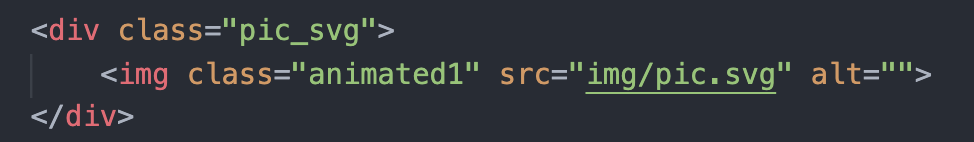 <div class="pic_svg">
    <img class="animated1" src="img/pic.svg" alt="">
</div>